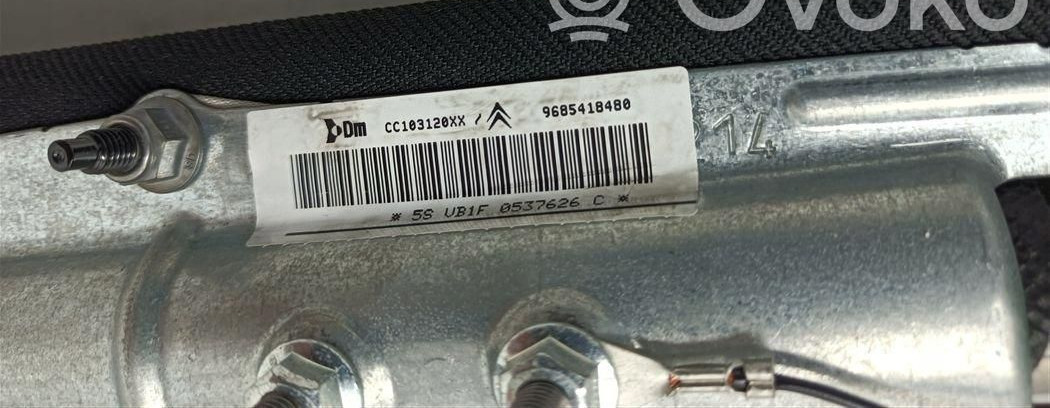 OVOKO
Dm CC103120XX / 9685418480
14
* 5S VB1F 0537626 C *